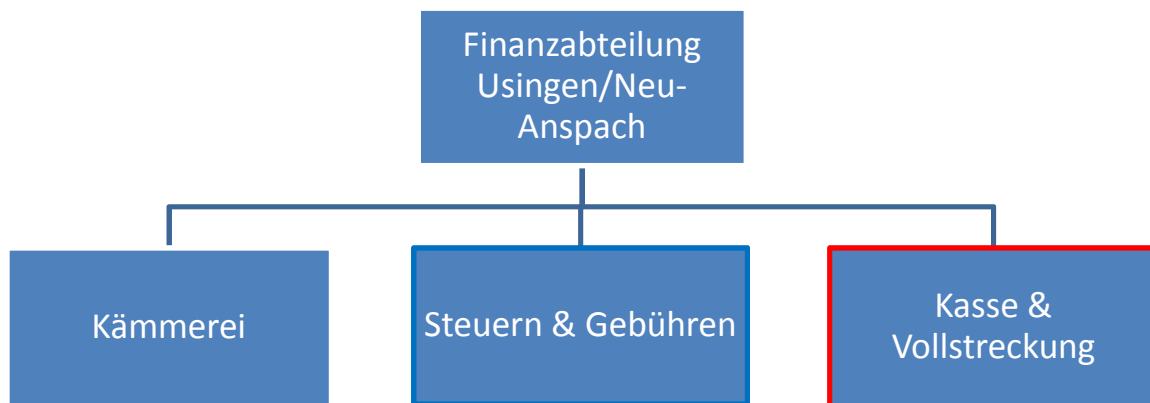 Finanzabteilung
Usingen/Neu-
Anspach
Kämmerei
Steuern & Gebühren
Kasse &
Vollstreckung